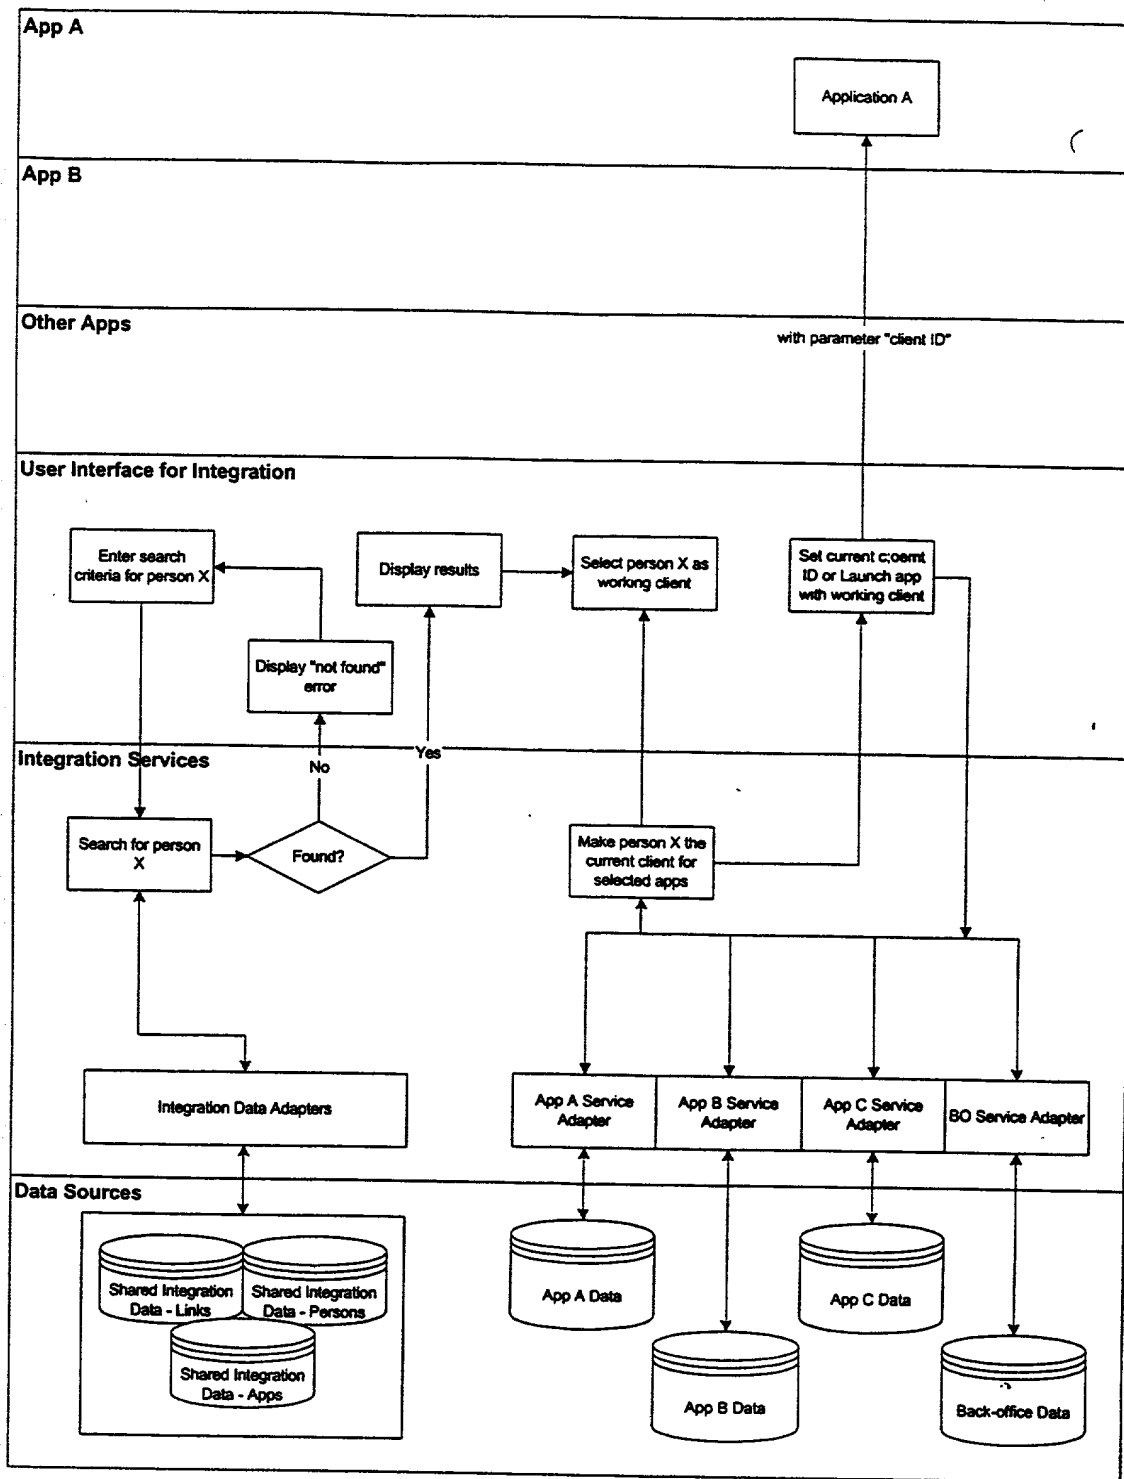 App A
Application A
App B
Other Apps
with parameter "client ID"
User Interface for Integration
Enter search
criteria for person X
Display results
Select person X as
working client
Set current c;oemt
ID or Launch app
with working client
Display "not found"
error
Integration Services
No
Yes
Search for person
X
Found?
Make person X the
current client for
selected apps
Integration Data Adapters
App A Service
Adapter
App B Service
Adapter
App C Service
Adapter
BO Service Adapter
Data Sources
Shared Integration
Data - Links
Shared Integration
Data - Persons
Shared Integration
Data - Apps
App A Data
App B Data
App C Data
Back-office Data